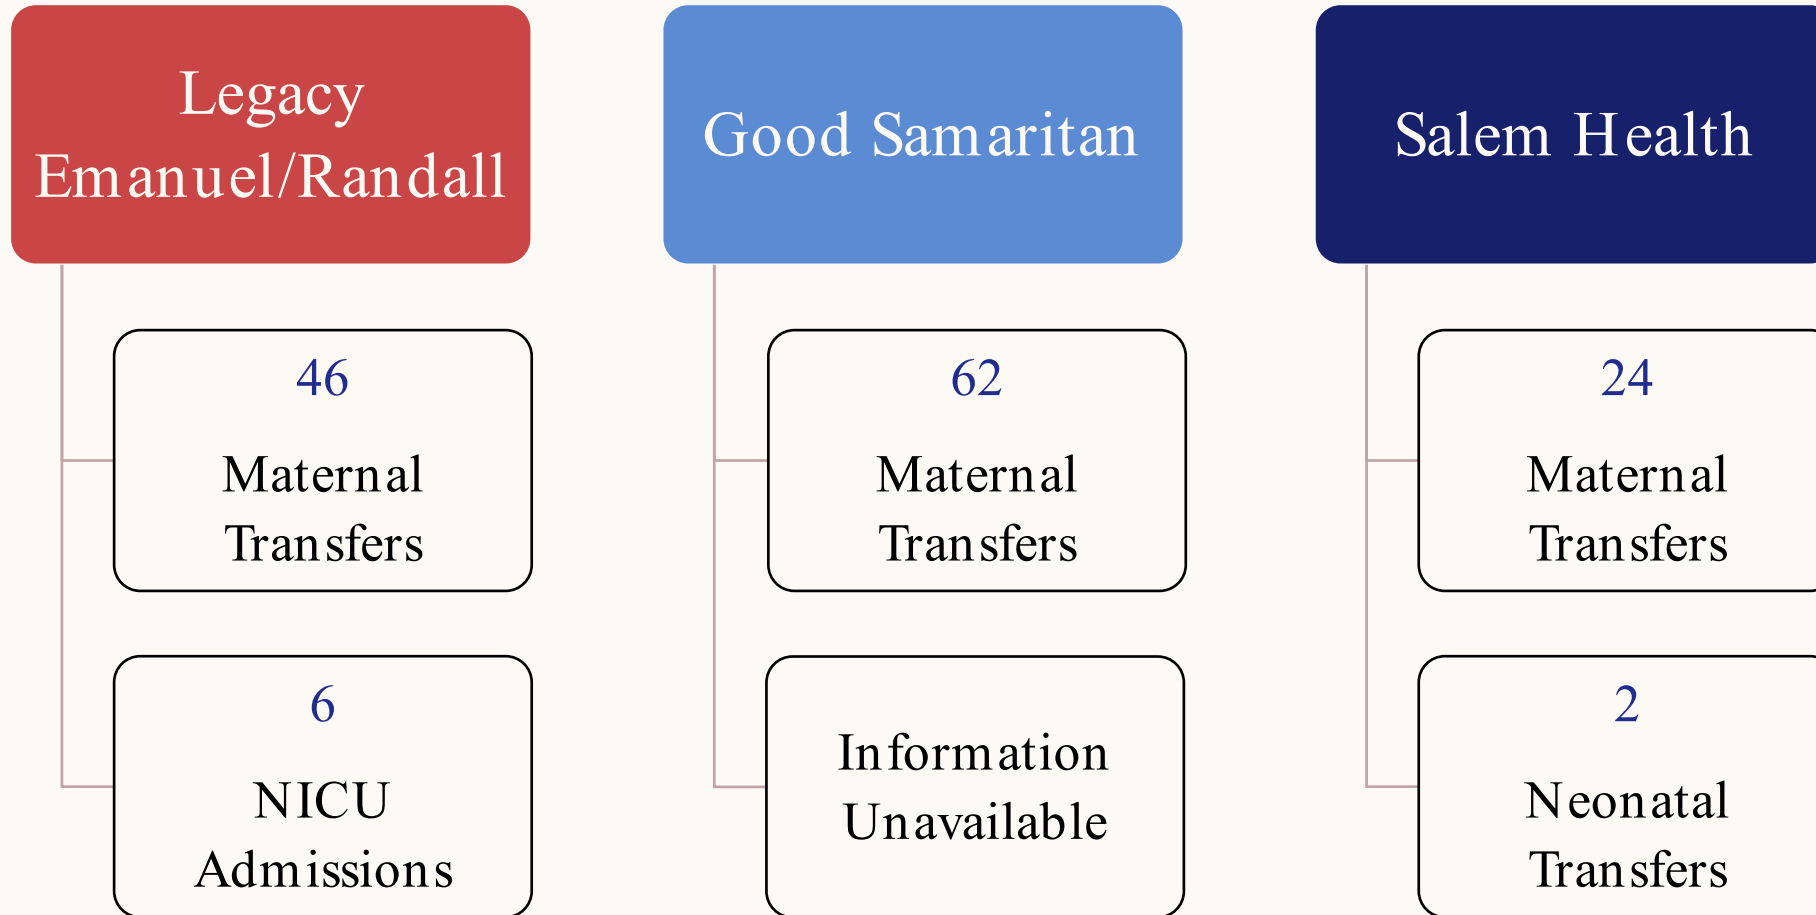 Legacy
Emanuel/Randall
46
Maternal
Transfers
6
NICU
Admissions
Good Samaritan
62
Maternal
Transfers
Information
Unavailable
Salem Health
24
Maternal
Transfers
2
Neonatal
Transfers